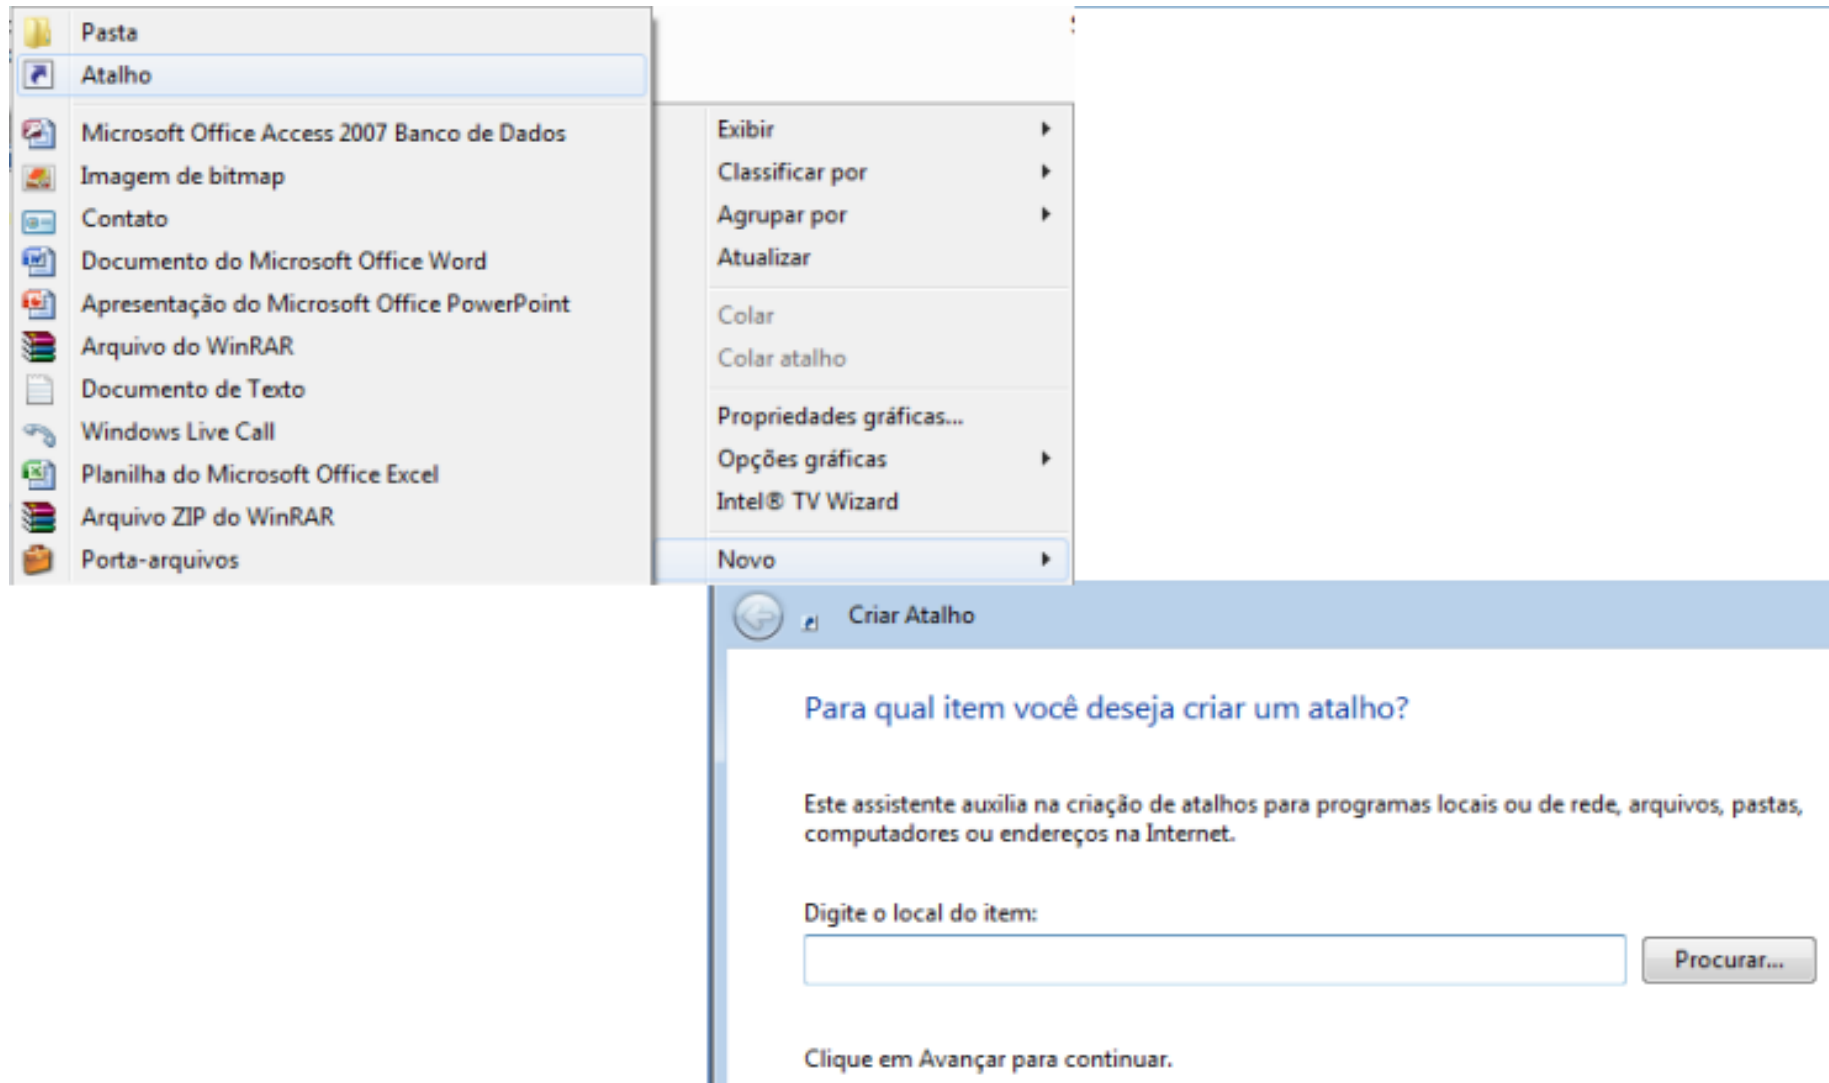 Pasta
Atalho
Microsoft Office Access 2007 Banco de Dados
Imagem de bitmap
Contato
Documento do Microsoft Office Word
Apresentação do Microsoft Office PowerPoint
Arquivo do WinRAR
Documento de Texto
Windows Live Call
Planilha do Microsoft Office Excel
Arquivo ZIP do WinRAR
Porta-arquivos
Exibir
Classificar por
Agrupar por
Atualizar
Colar
Colar atalho
Propriedades gráficas...
Opções gráficas
Intel® TV Wizard
Novo
Criar Atalho
Para qual item você deseja criar um atalho?
Este assistente auxilia na criação de atalhos para programas locais ou de rede, arquivos, pastas,
computadores ou endereços na Internet.
Digite o local do item:
Procurar...
Clique em Avançar para continuar.